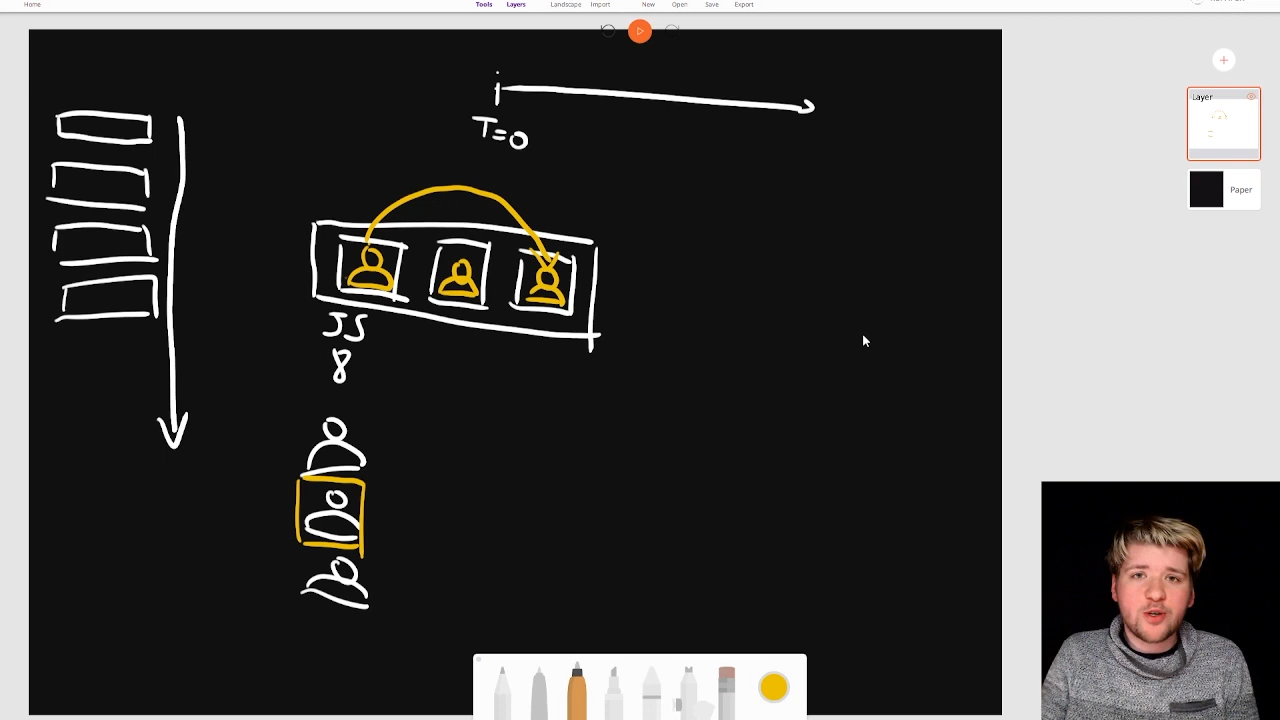 Home Tools Layers Landscape Import New Open Save Export
T=0
Layer
Paper
JS
8